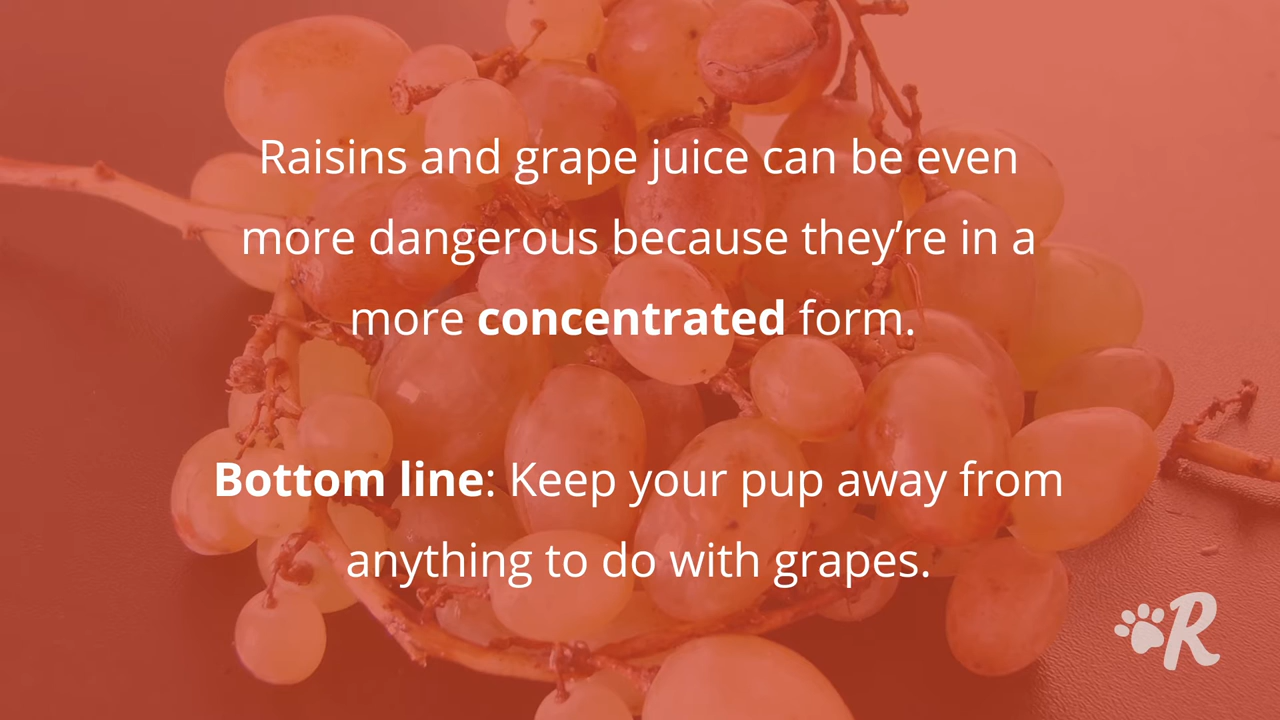 Raisins and grape juice can be even
more dangerous because they’re in a
more concentrated form.
Bottom line: Keep your pup away from
anything to do with grapes.
R